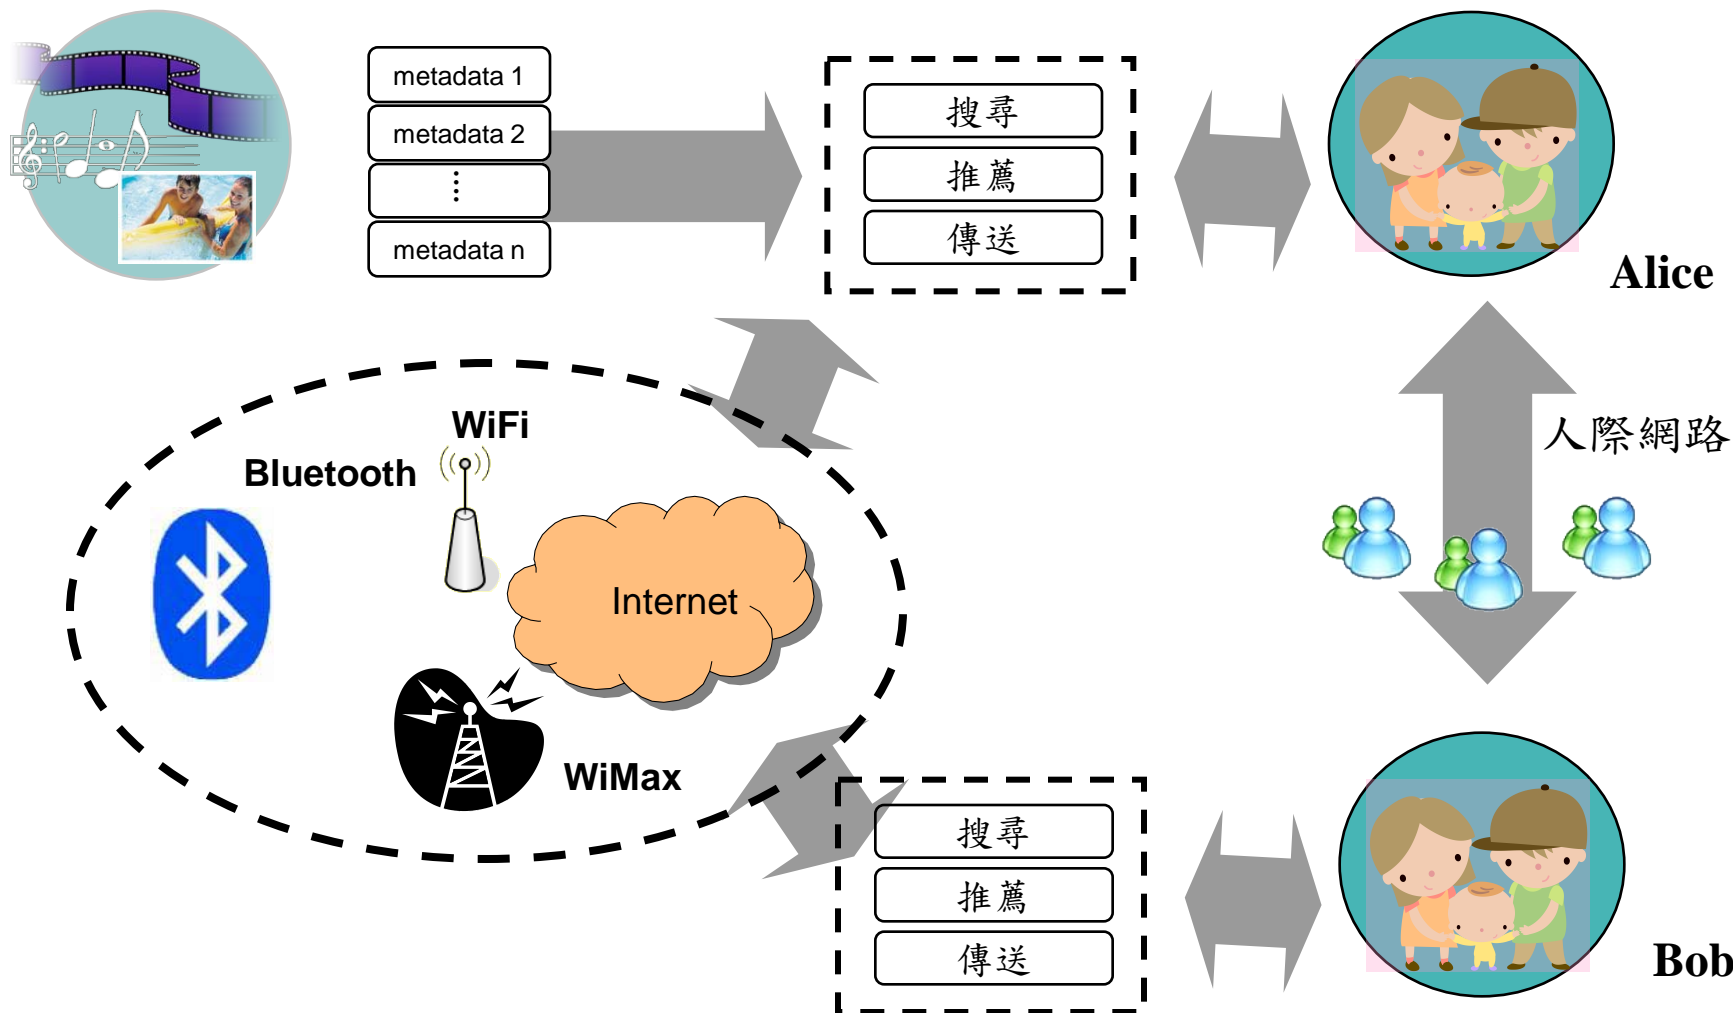 metadata 1
metadata 2
⋮
metadata n
搜尋
推薦
傳送
Alice
人際網路
WiFi
Bluetooth
Internet
WiMax
搜尋
推薦
傳送
Bob